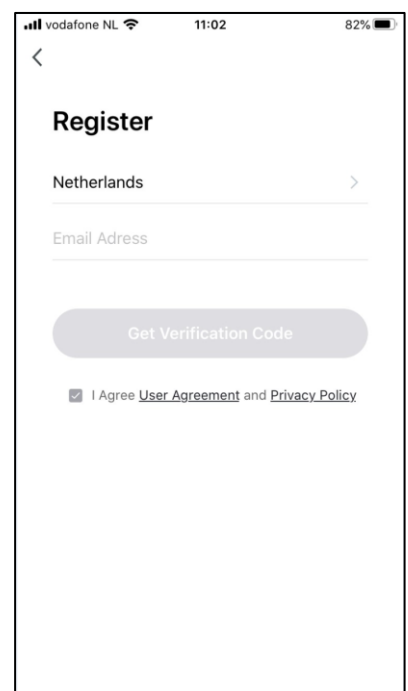 vodafone NL 11:02 82%
Register
Netherlands
Email Adress
Get Verification Code
I Agree User Agreement and Privacy Policy